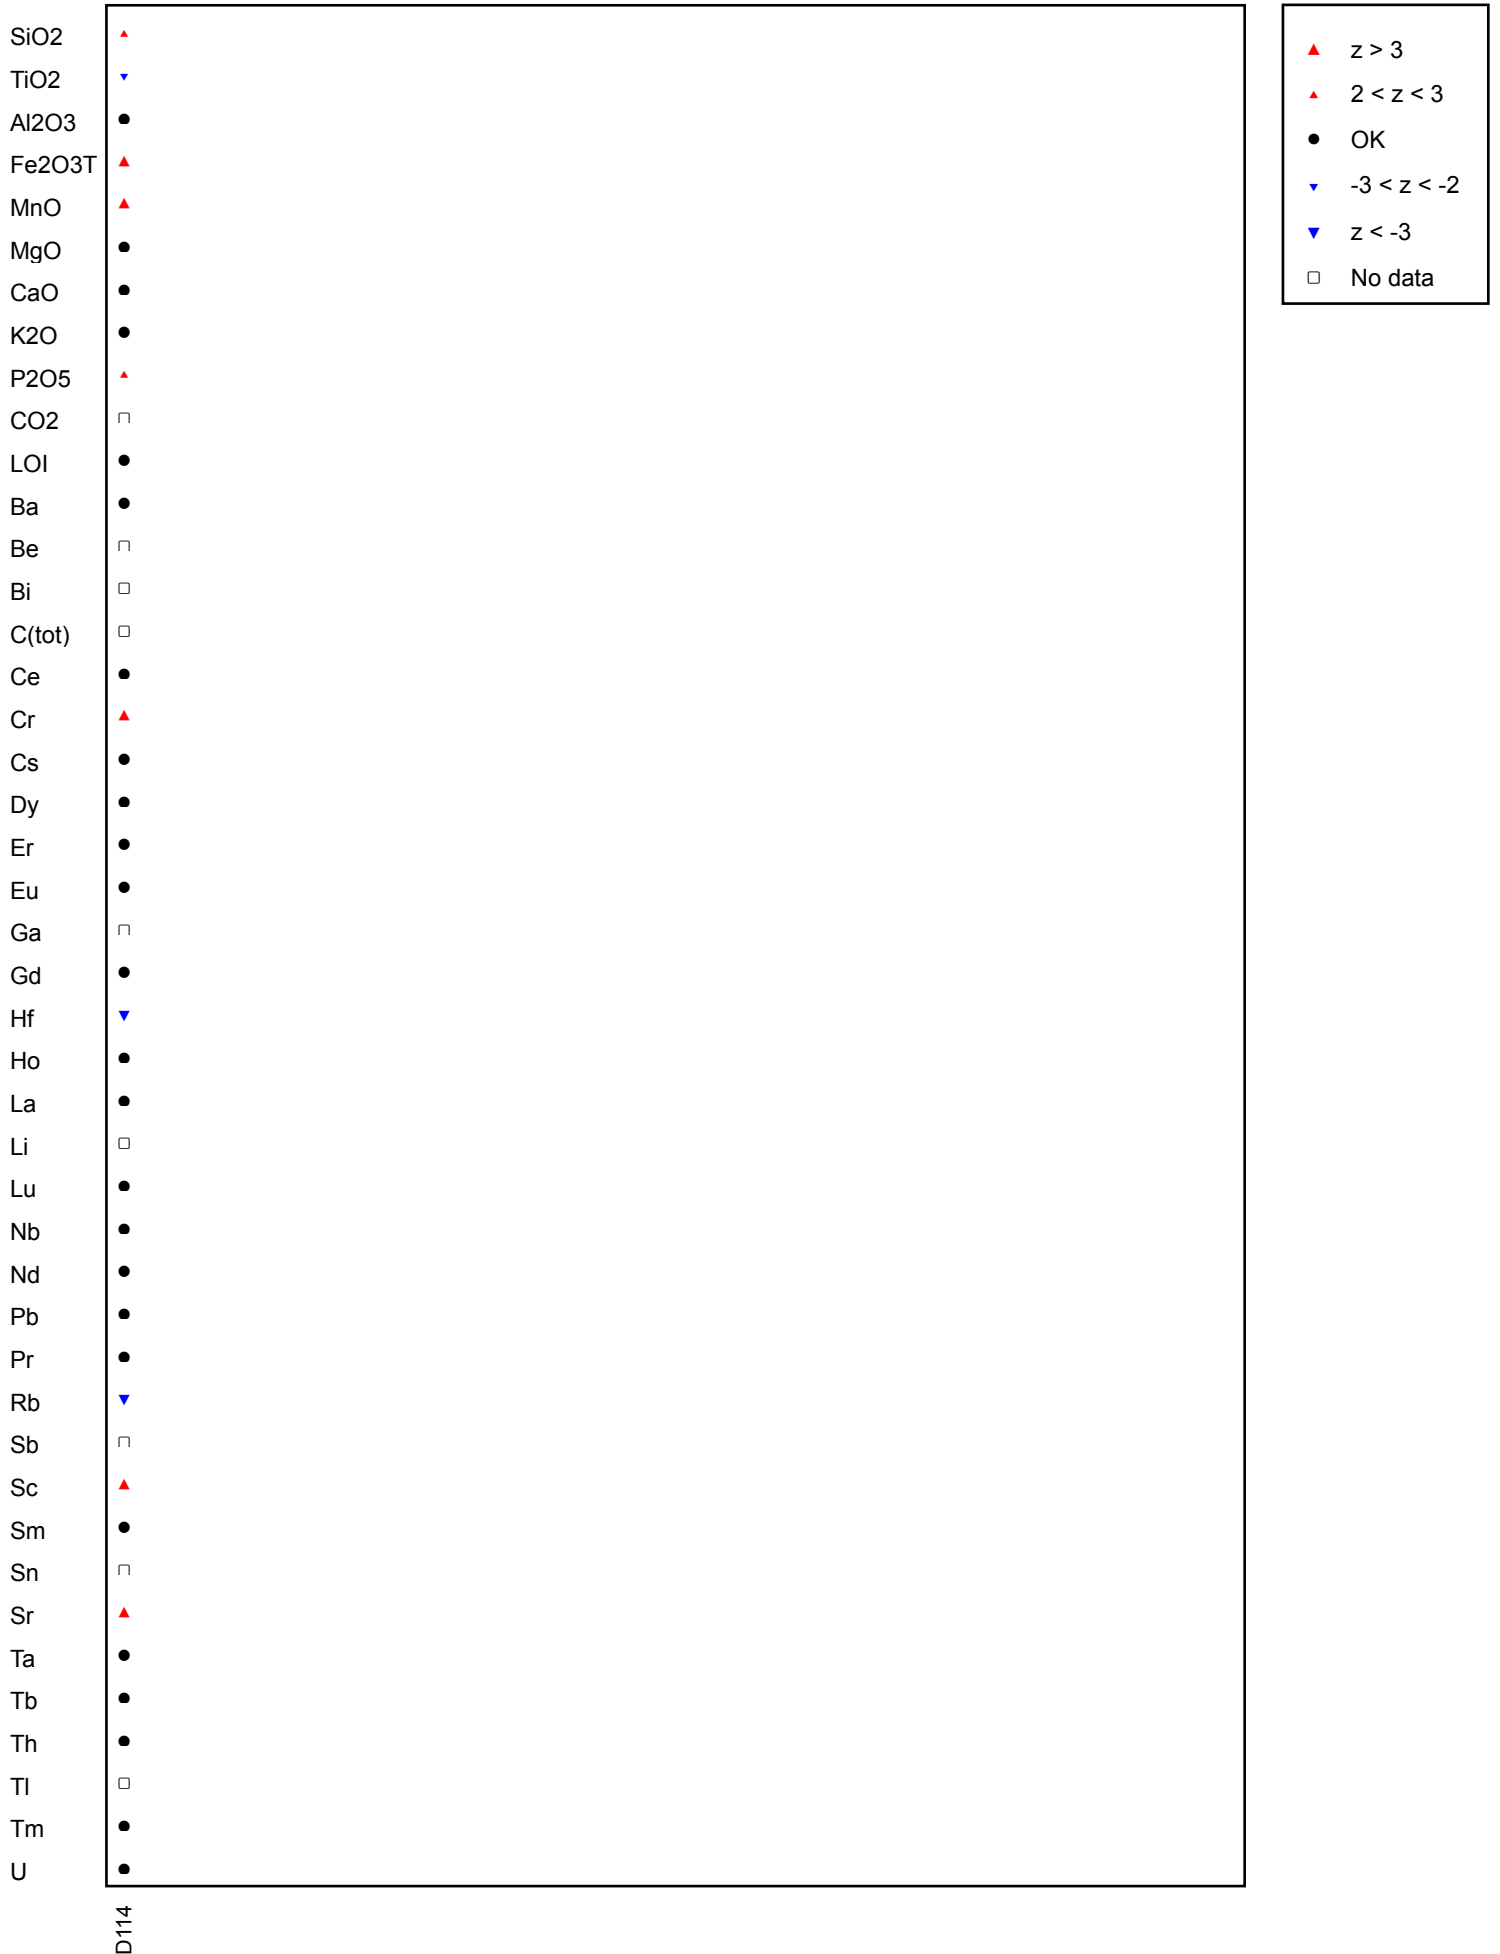 SiO2
TiO2
Al2O3
Fe2O3T
MnO
MgO
CaO
K2O
P2O5
CO2
LOI
Ba
Be
Bi
C(tot)
Ce
Cr
Cs
Dy
Er
Eu
Ga
Gd
Hf
Ho
La
Li
Lu
Nb
Nd
Pb
Pr
Rb
Sb
Sc
Sm
Sn
Sr
Ta
Tb
Th
Tl
Tm
U
D114
z > 3
2 < z < 3
OK
-3 < z < -2
z < -3
No data